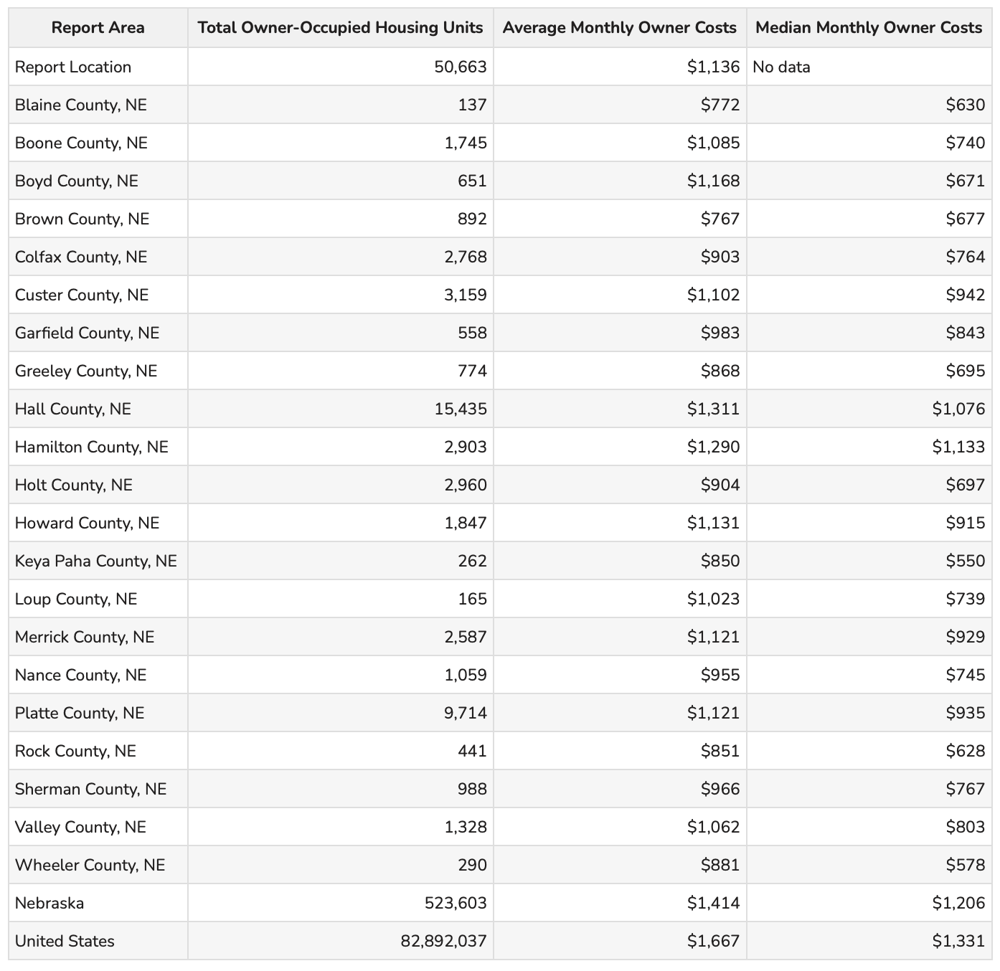 Report Area Total Owner-Occupied Housing Units Average Monthly Owner Costs Median Monthly Owner Costs
Report Location 50,663 $1,136 No data
Blaine County, NE 137 $772 $630
Boone County, NE 1,745 $1,085 $740
Boyd County, NE 651 $1,168 $671
Brown County, NE 892 $767 $677
Colfax County, NE 2,768 $903 $764
Custer County, NE 3,159 $1,102 $942
Garfield County, NE 558 $983 $843
Greeley County, NE 774 $868 $695
Hall County, NE 15,435 $1,311 $1,076
Hamilton County, NE 2,903 $1,290 $1,133
Holt County, NE 2,960 $904 $697
Howard County, NE 1,847 $1,131 $915
Keya Paha County, NE 262 $850 $550
Loup County, NE 165 $1,023 $739
Merrick County, NE 2,587 $1,121 $929
Nance County, NE 1,059 $955 $745
Platte County, NE 9,714 $1,121 $935
Rock County, NE 441 $851 $628
Sherman County, NE 988 $966 $767
Valley County, NE 1,328 $1,062 $803
Wheeler County, NE 290 $881 $578
Nebraska 523,603 $1,414 $1,206
United States 82,892,037 $1,667 $1,331